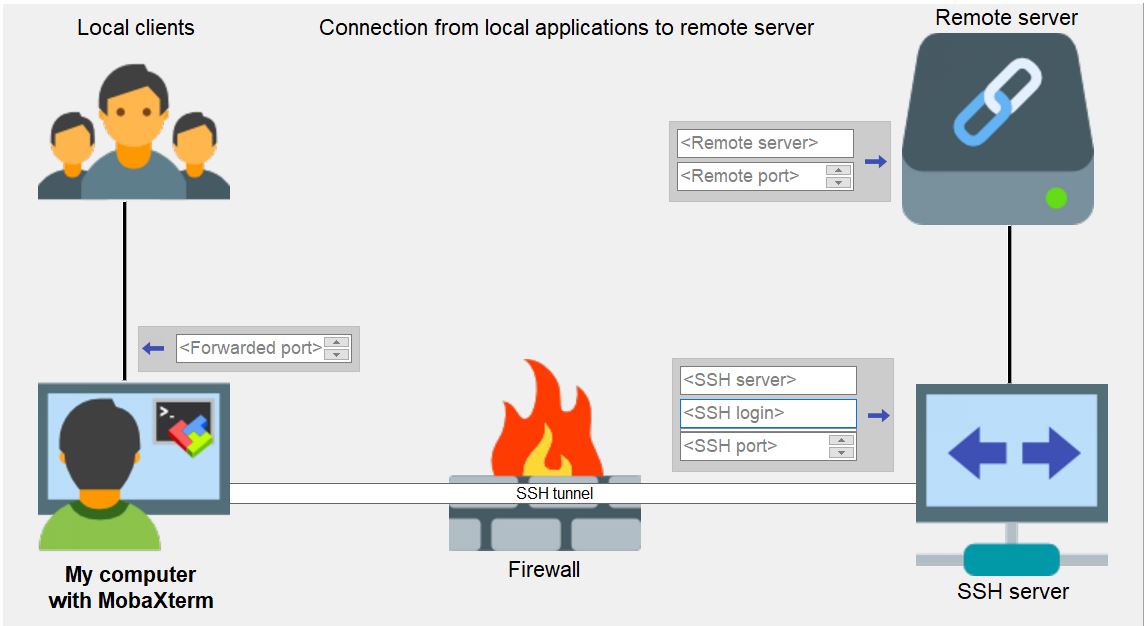 Local clients
Connection from local applications to remote server
Remote server
<Remote server>
<Remote port>
<Forwarded port>
<SSH server>
<SSH login>
<SSH port>
>_
SSH tunnel
Firewall
My computer
with MobaXterm
SSH server